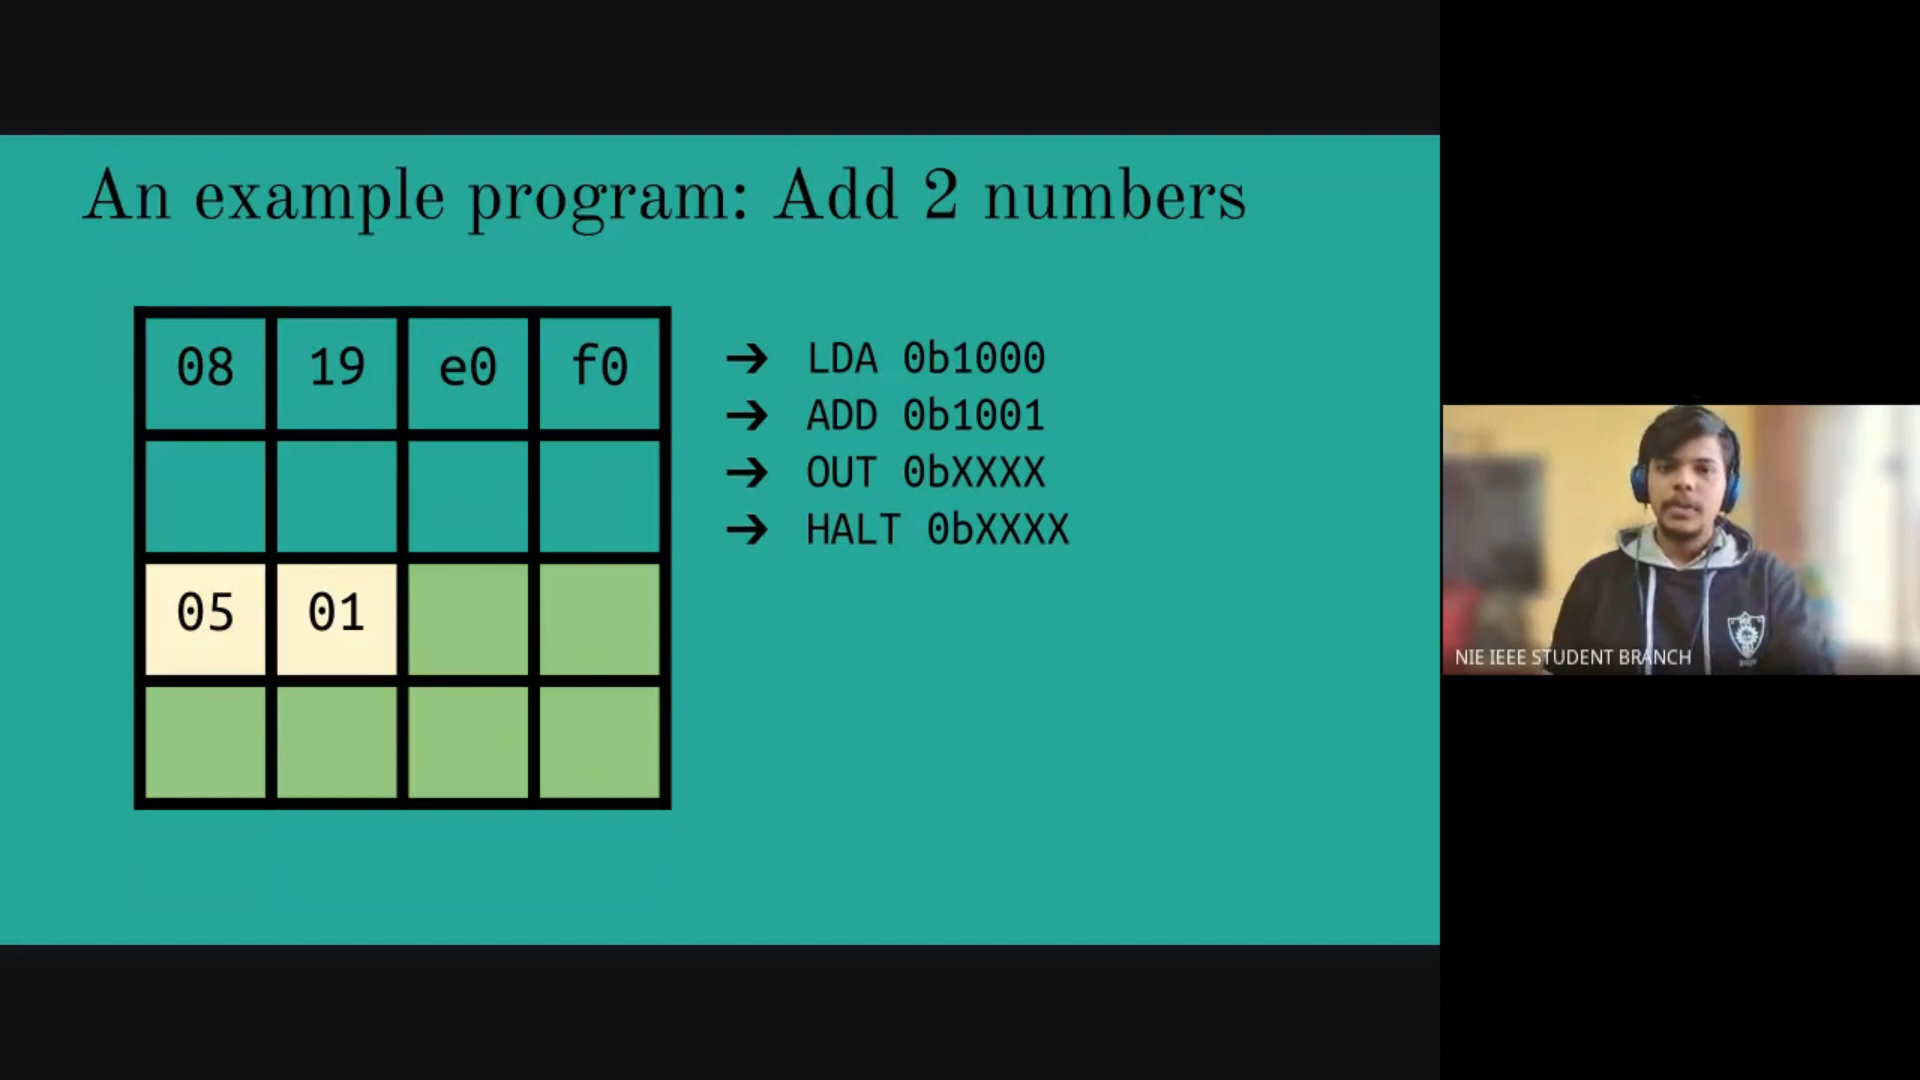 An example program: Add 2 numbers
08 19 e0 f0
05 01
➔ LDA 0b1000
➔ ADD 0b1001
➔ OUT 0bXXXX
➔ HALT 0bXXXX
NIE IEEE STUDENT BRANCH